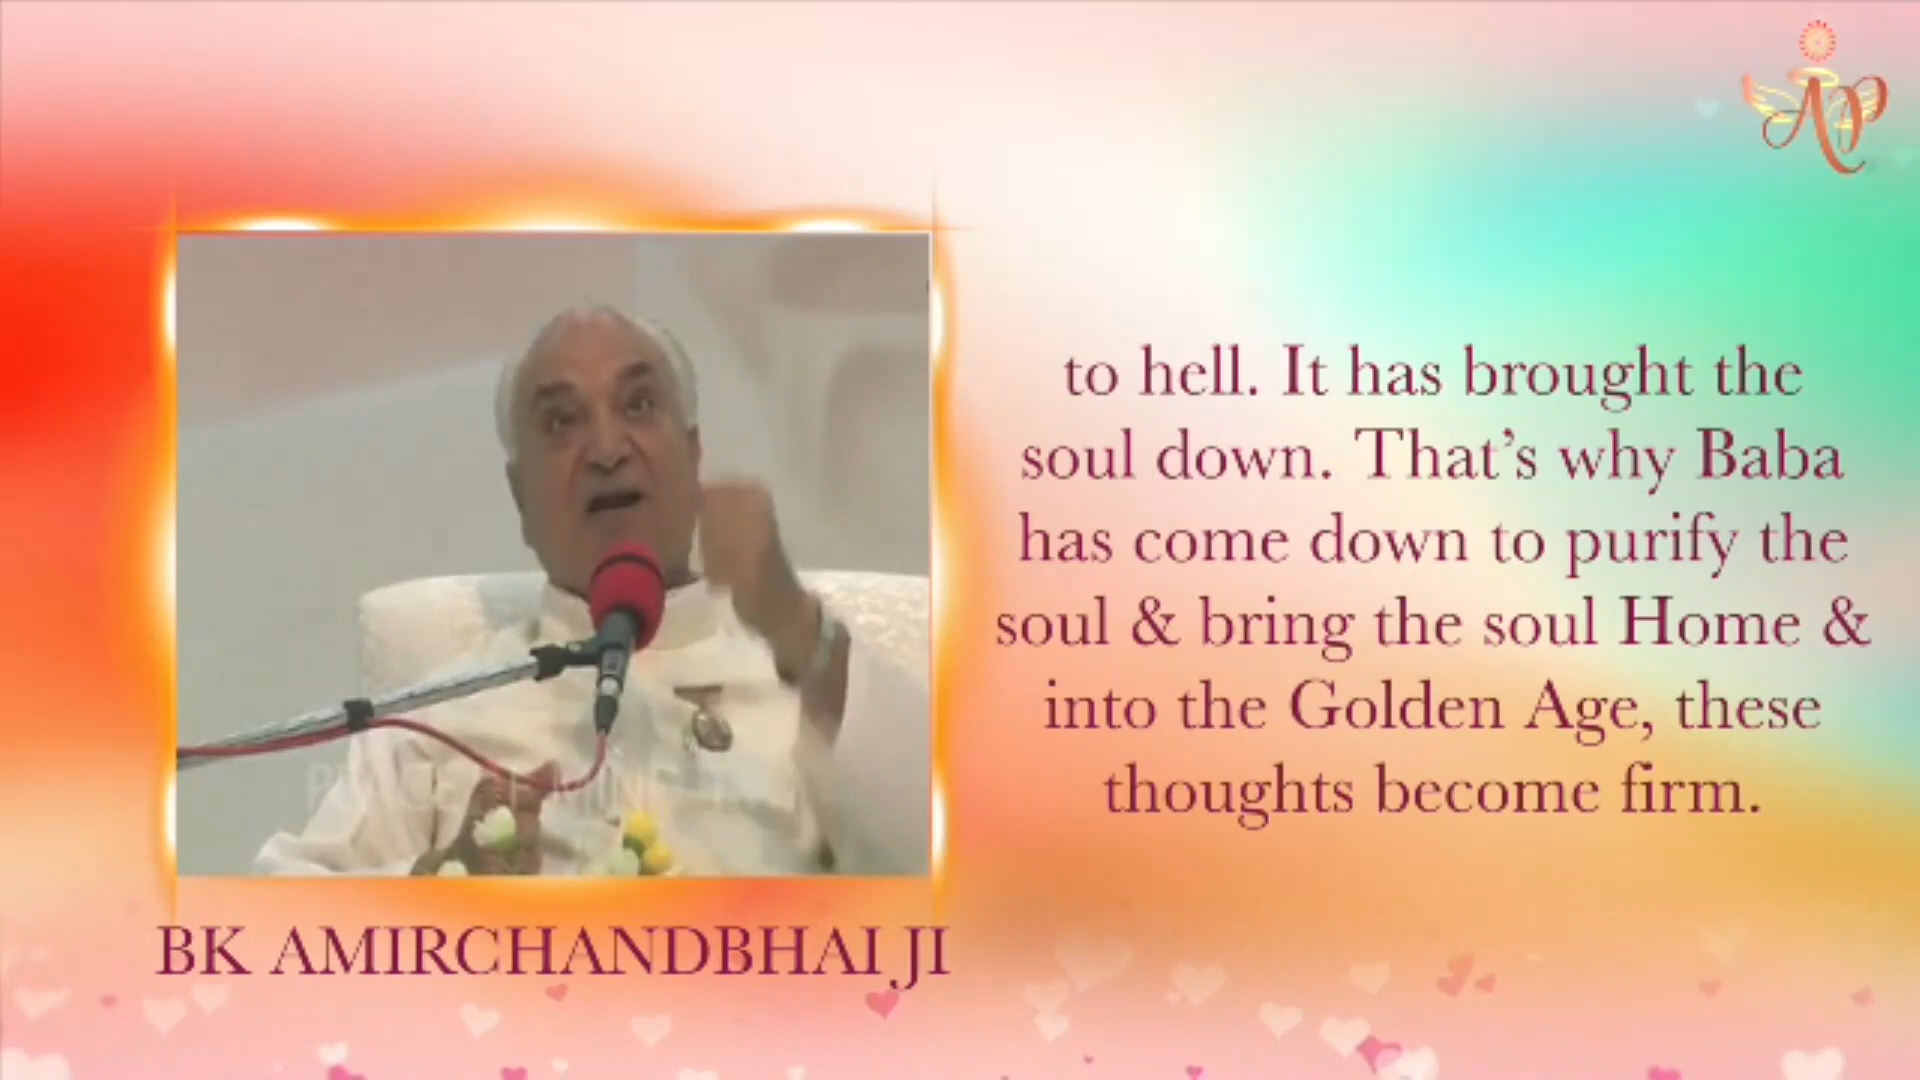 AP
to hell. It has brought the
soul down. That's why Baba
has come down to purify the
soul & bring the soul Home &
into the Golden Age, these
thoughts become firm.
BK AMIRCHANDBHAI JI